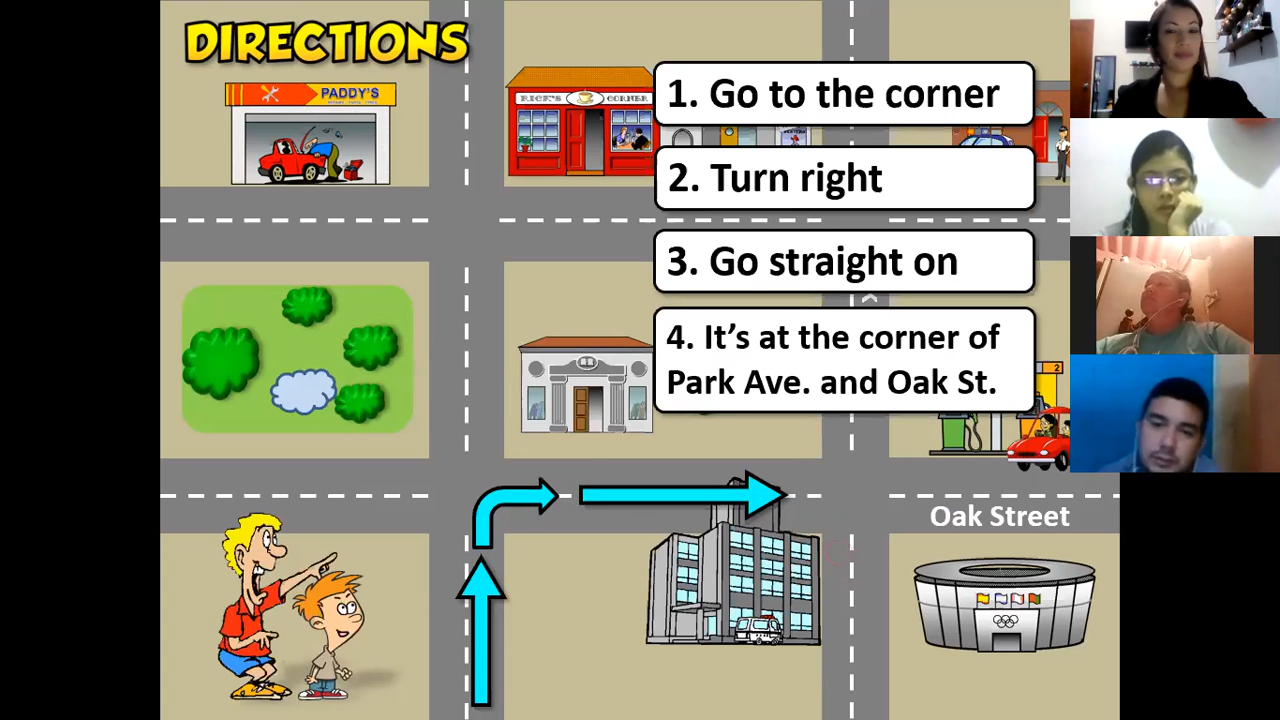 DIRECTIONS
PADDY'S
RICK'S CORNER
1. Go to the corner
2. Turn right
3. Go straight on
4. It's at the corner of
Park Ave. and Oak St.
2
Oak Street